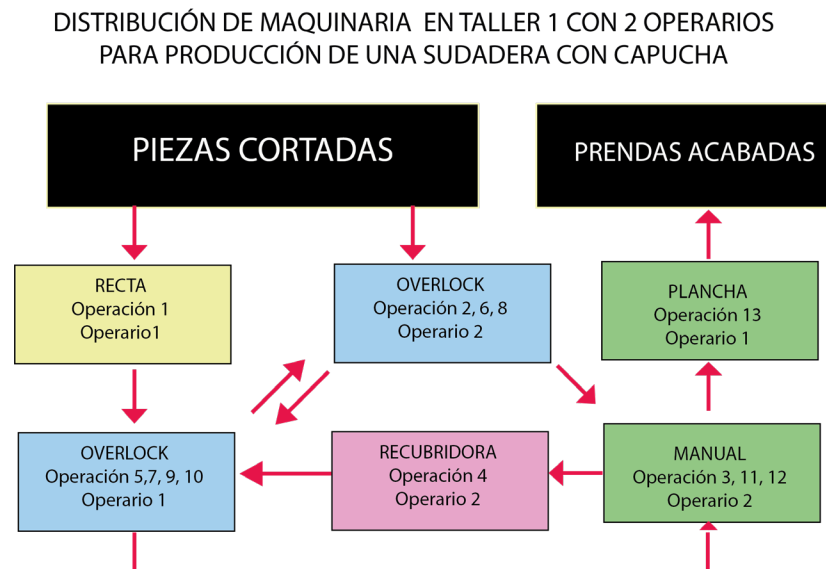 DISTRIBUCIÓN DE MAQUINARIA EN TALLER 1 CON 2 OPERARIOS
PARA PRODUCCIÓN DE UNA SUDADERA CON CAPUCHA
PIEZAS CORTADAS
PRENDAS ACABADAS
RECTA
Operación 1
Operario1
OVERLOCK
Operación 2, 6, 8
Operario 2
PLANCHA
Operación 13
Operario 1
OVERLOCK
Operación 5,7, 9, 10
Operario 1
RECUBRIDORA
Operación 4
Operario 2
MANUAL
Operación 3, 11, 12
Operario 2